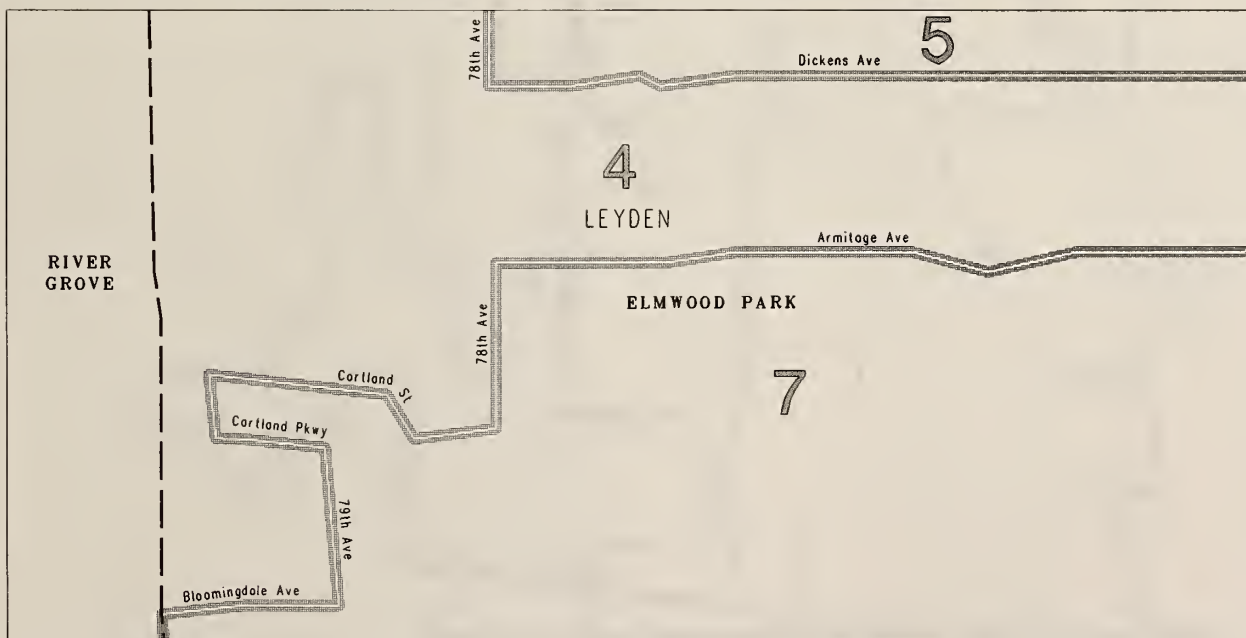 5
78th Ave
Dickens Ave
4
LEYDEN
Armitage Ave
RIVER
GROVE
ELMWOOD PARK
78th Ave
7
Cortland St
Cortland Pkwy
79th Ave
Bloomingdale Ave